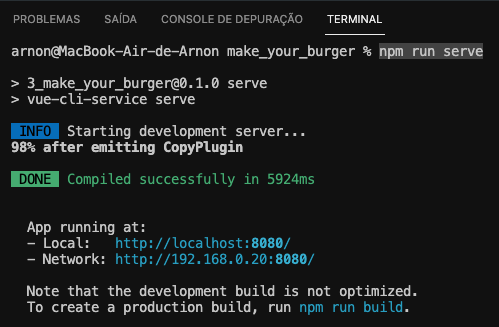 PROBLEMAS SAÍDA CONSOLE DE DEPURAÇÃO TERMINAL
arnon@MacBook-Air-de-Arnon make_your_burger % npm run serve
> 3_make_your_burger@0.1.0 serve
> vue-cli-service serve
INFO Starting development server...
98% after emitting CopyPlugin
DONE Compiled successfully in 5924ms
App running at:
- Local: http://localhost:8080/
- Network: http://192.168.0.20:8080/
Note that the development build is not optimized.
To create a production build, run npm run build.